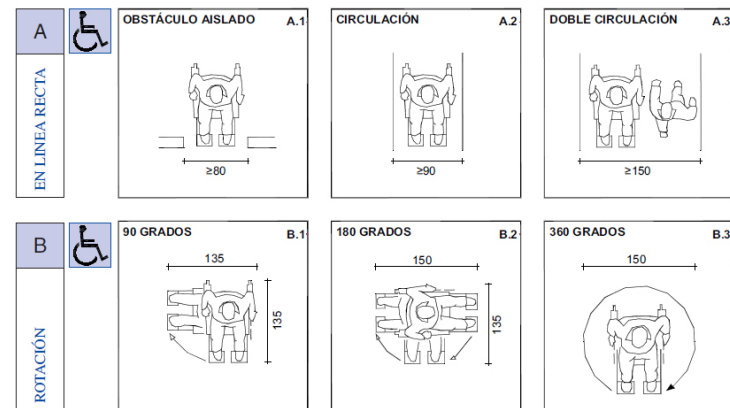 A
EN LINEA RECTA
OBSTÁCULO AISLADO A.1
≥80
CIRCULACIÓN A.2
≥90
DOBLE CIRCULACIÓN A.3
≥150
B
ROTACIÓN
90 GRADOS B.1
135
135
180 GRADOS B.2
150
135
360 GRADOS B.3
150